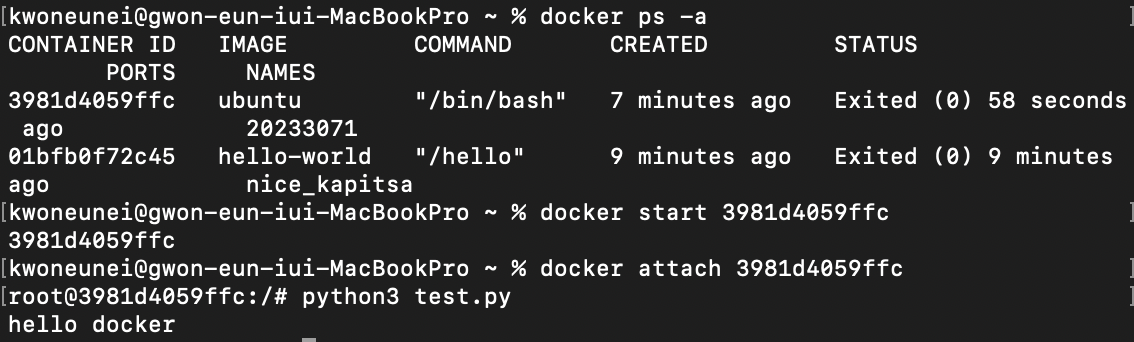 [kwoneunei@gwon-eun-iui-MacBookPro ~ % docker ps -a ]
CONTAINER ID   IMAGE         COMMAND       CREATED         STATUS
       PORTS     NAMES
3981d4059ffc   ubuntu        "/bin/bash"   7 minutes ago   Exited (0) 58 seconds
 ago             20233071
01bfb0f72c45   hello-world   "/hello"      9 minutes ago   Exited (0) 9 minutes
ago              nice_kapitsa
[kwoneunei@gwon-eun-iui-MacBookPro ~ % docker start 3981d4059ffc ]
3981d4059ffc
[kwoneunei@gwon-eun-iui-MacBookPro ~ % docker attach 3981d4059ffc ]
[root@3981d4059ffc:/# python3 test.py ]
hello docker